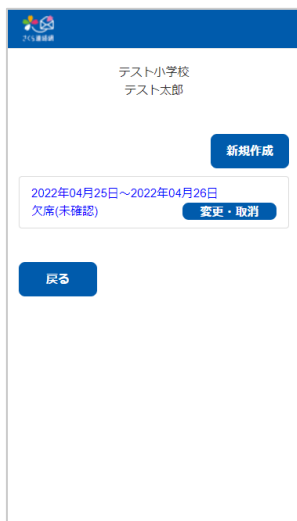 さくら連絡網
テスト小学校
テスト太郎
新規作成
2022年04月25日～2022年04月26日
欠席(未確認)
変更・取消
戻る